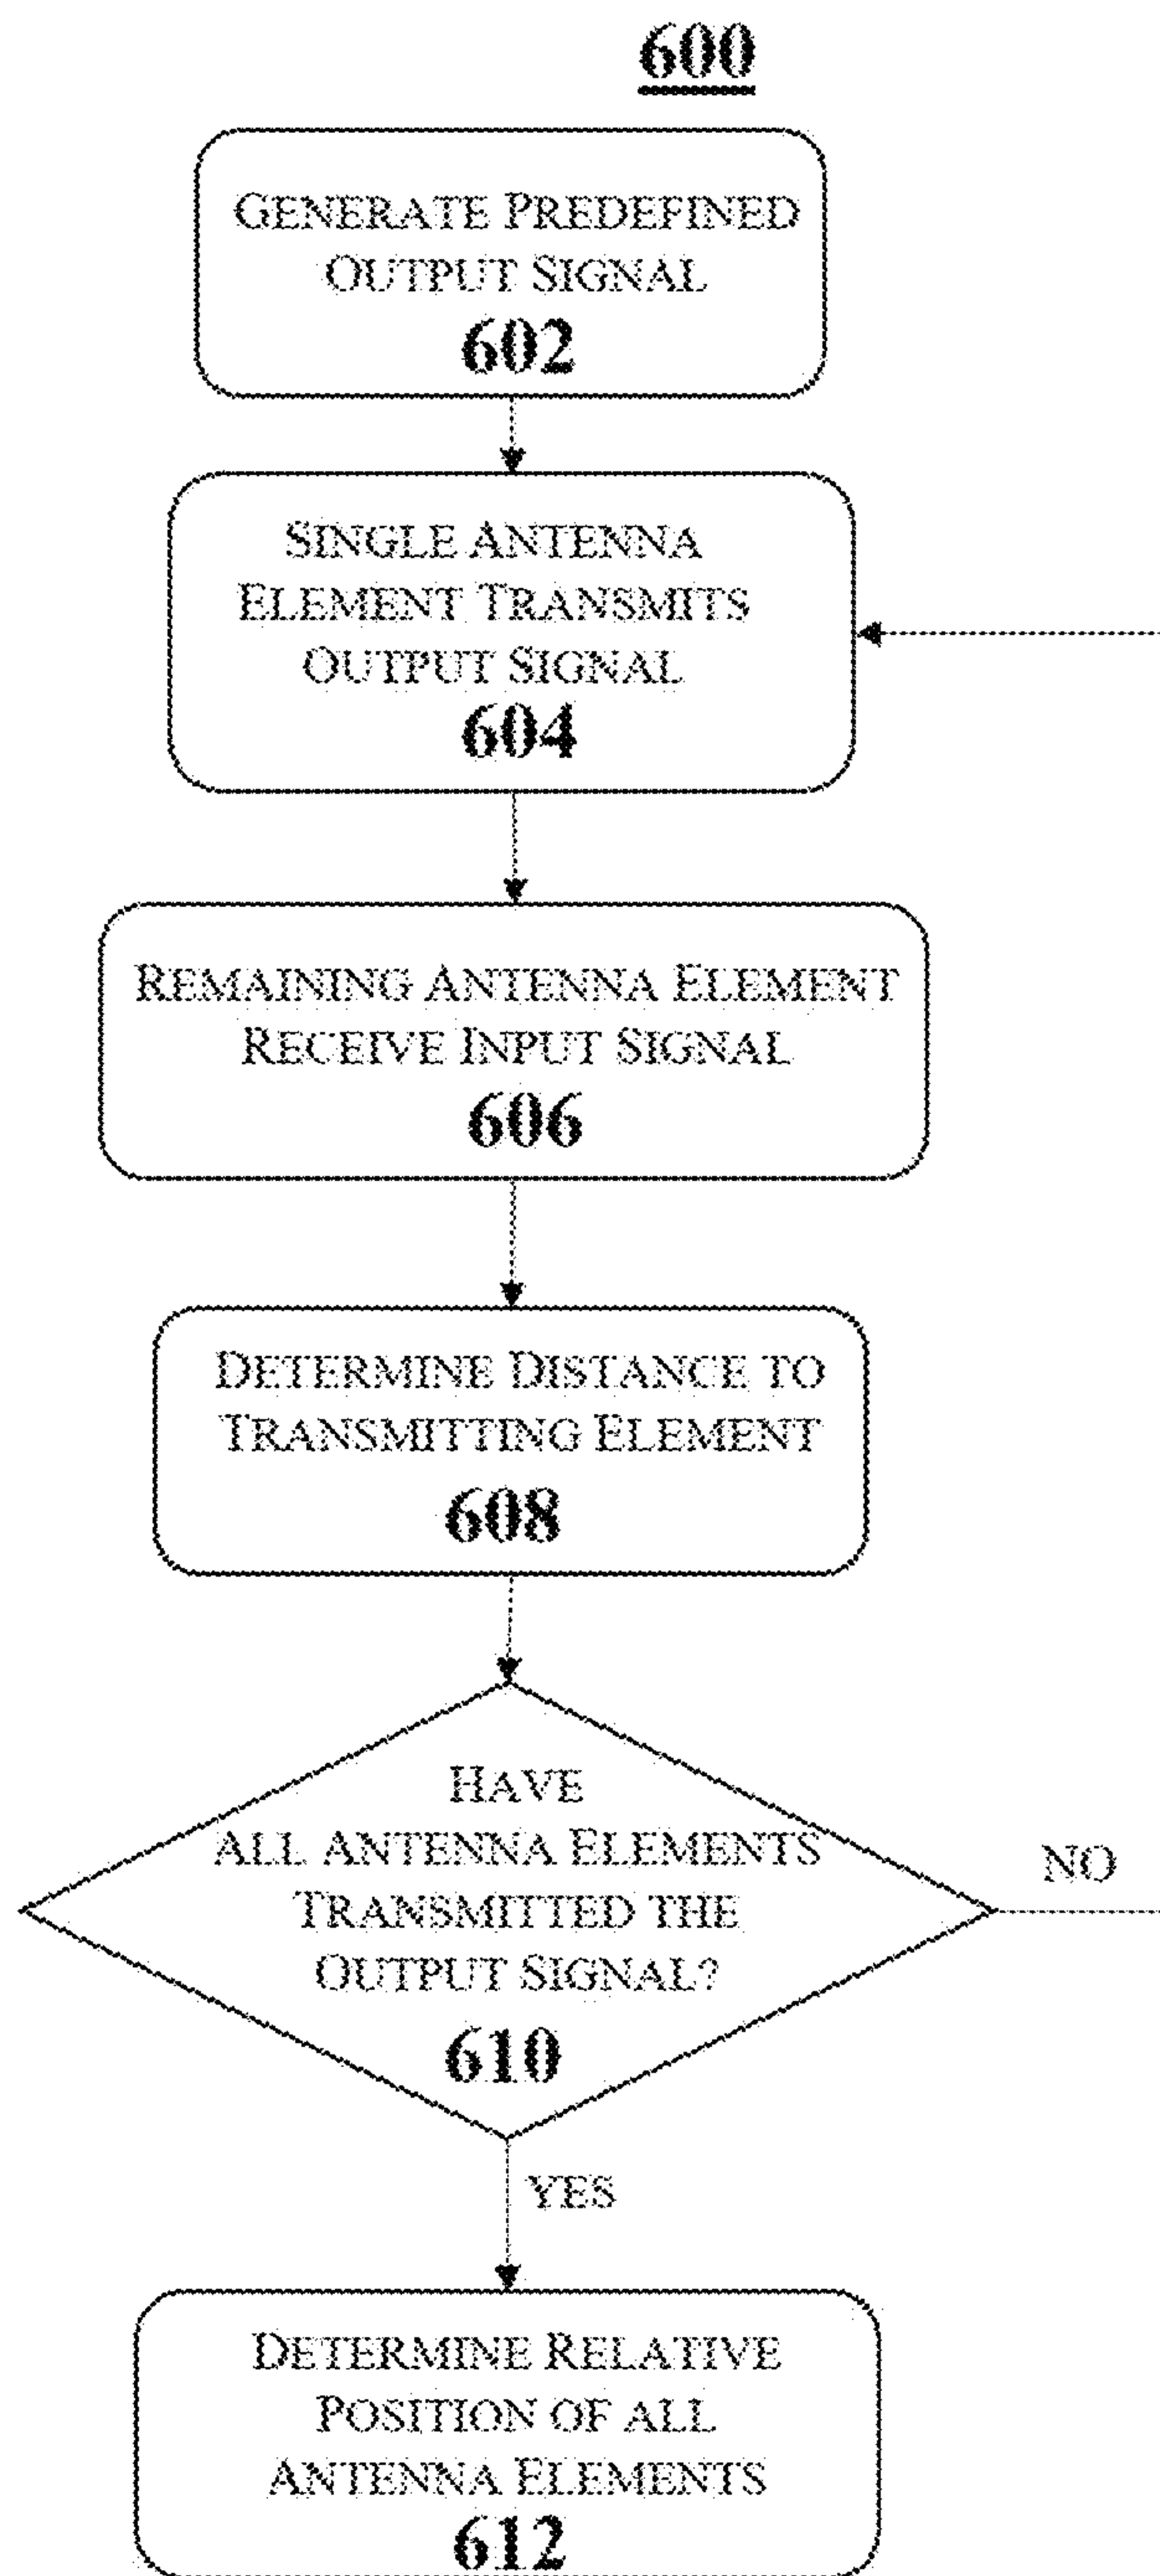 600
GENERATE PREDEFINED
OUTPUT SIGNAL
602
SINGLE ANTENNA
ELEMENT TRANSMITS
OUTPUT SIGNAL
604
REMAINING ANTENNA ELEMENT
RECEIVE INPUT SIGNAL
606
DETERMINE DISTANCE TO
TRANSMITTING ELEMENT
608
HAVE
ALL ANTENNA ELEMENTS
TRANSMITTED THE
OUTPUT SIGNAL?
610
NO
YES
DETERMINE RELATIVE
POSITION OF ALL
ANTENNA ELEMENTS
612